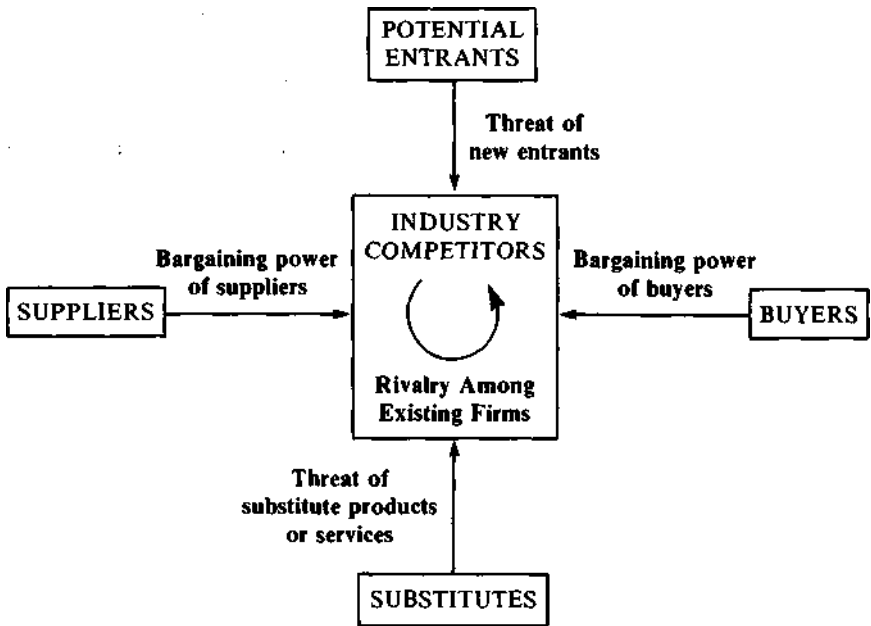 POTENTIAL
ENTRANTS
Threat of
new entrants
INDUSTRY
COMPETITORS
Bargaining power
of suppliers
Bargaining power
of buyers
SUPPLIERS
BUYERS
Rivalry Among
Existing Firms
Threat of
substitute products
or services
SUBSTITUTES